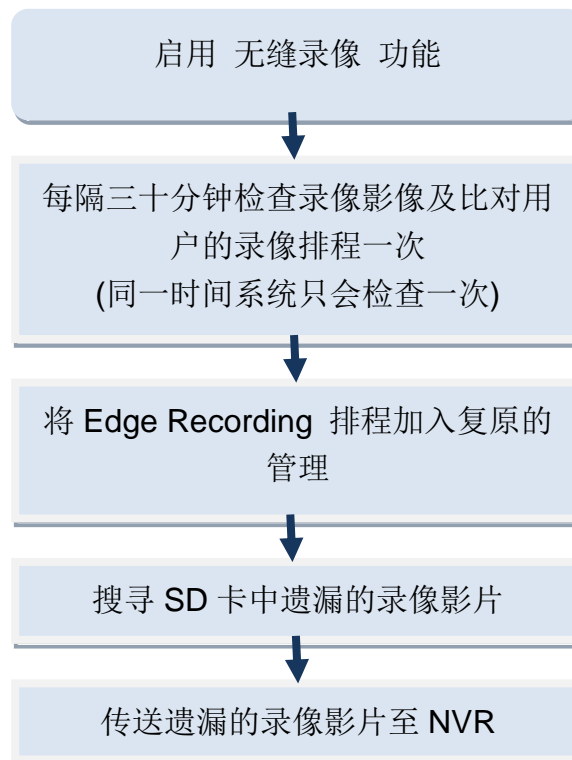 启用 无缝录像 功能
每隔三十分钟检查录像影像及比对用
户的录像排程一次
(同一时间系统只会检查一次)
将 Edge Recording 排程加入复原的
管理
搜寻 SD 卡中遗漏的录像影片
传送遗漏的录像影片至 NVR